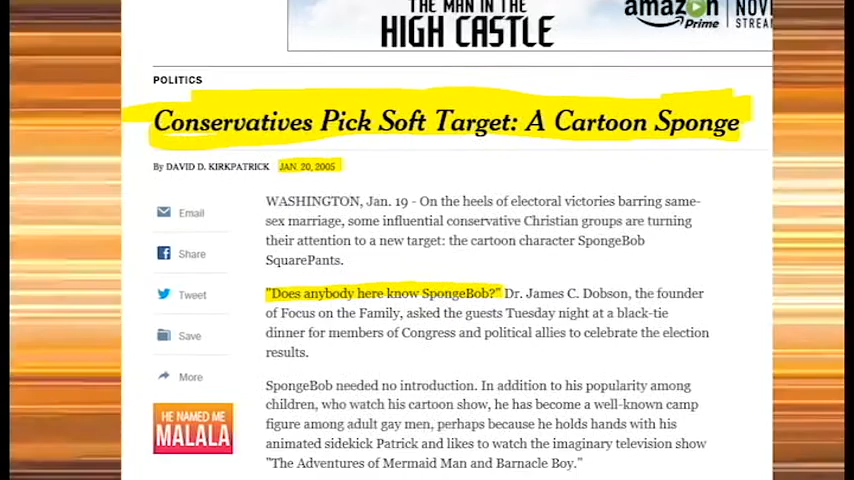 THE MAN IN THE
HIGH CASTLE
amazon
Prime
NOV
STREAM
POLITICS
Conservatives Pick Soft Target: A Cartoon Sponge
By DAVID D. KIRKPATRICK JAN. 20, 2005
WASHINGTON, Jan. 19 - On the heels of electoral victories barring same-
sex marriage, some influential conservative Christian groups are turning
their attention to a new target: the cartoon character SpongeBob
SquarePants.
"Does anybody here know SpongeBob?" Dr. James C. Dobson, the founder
of Focus on the Family, asked the guests Tuesday night at a black-tie
dinner for members of Congress and political allies to celebrate the election
results.
SpongeBob needed no introduction. In addition to his popularity among
children, who watch his cartoon show, he has become a well-known camp
figure among adult gay men, perhaps because he holds hands with his
animated sidekick Patrick and likes to watch the imaginary television show
"The Adventures of Mermaid Man and Barnacle Boy."
Email
Share
Tweet
Save
More
HE NAMED ME
MALALA